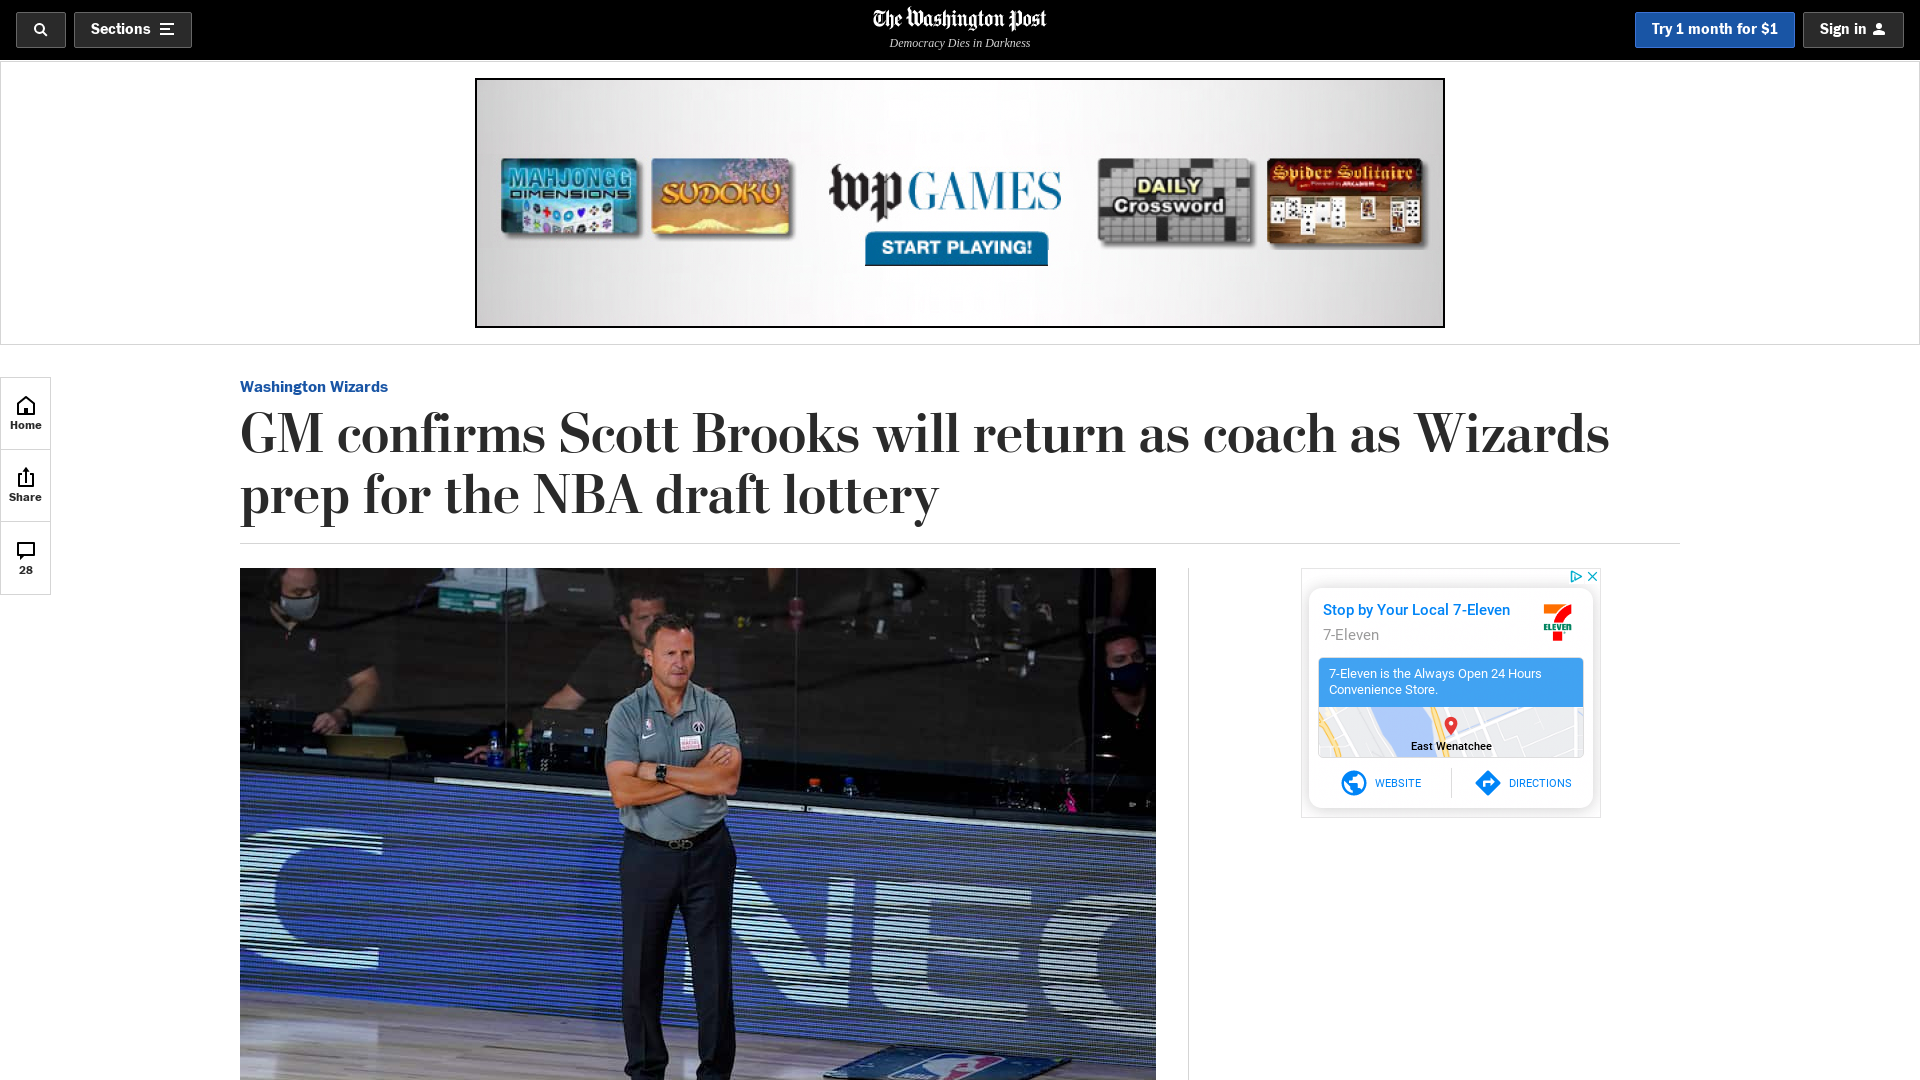 Sections
The Washington Post
Democracy Dies in Darkness
Try 1 month for $1
Sign in
MAHJONGG
DIMENSIONS
SUDOKU
wp GAMES
START PLAYING!
DAILY
Crossword
Spider Solitaire
Home
Share
28
Washington Wizards
GM confirms Scott Brooks will return as coach as Wizards
prep for the NBA draft lottery
C NEC
Stop by Your Local 7-Eleven
7-Eleven
ELEVEN
7-Eleven is the Always Open 24 Hours
Convenience Store.
East Wenatchee
WEBSITE
DIRECTIONS